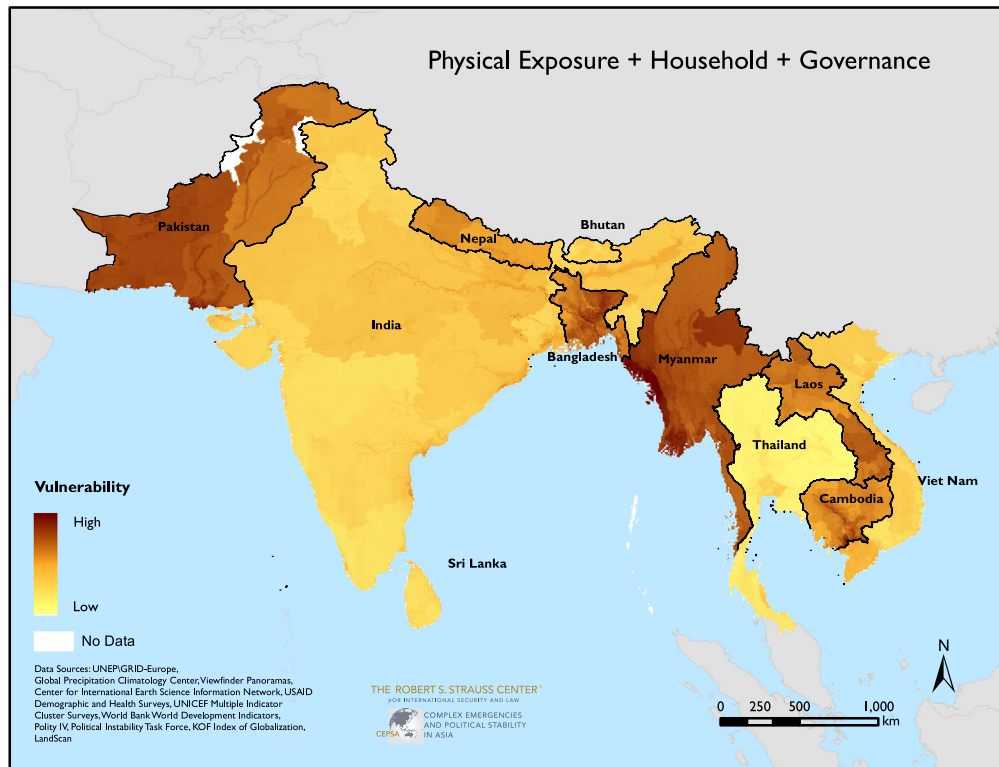 Physical Exposure + Household + Governance
Pakistan
Nepal
Bhutan
India
Bangladesh
Myanmar
Laos
Thailand
Viet Nam
Cambodia
Sri Lanka
Vulnerability
High
Low
No Data
Data Sources: UNEP\GRID-Europe,
Global Precipitation Climatology Center, Viewfinder Panoramas,
Center for International Earth Science Information Network, USAID
Demographic and Health Surveys, UNICEF Multiple Indicator
Cluster Surveys, World Bank World Development Indicators,
Polity IV, Political Instability Task Force, KOF Index of Globalization,
LandScan
THE ROBERT S. STRAUSS CENTER™
FOR INTERNATIONAL SECURITY AND LAW
CEPSA
COMPLEX EMERGENCIES
AND POLITICAL STABILITY
IN ASIA
N
0 250 500 1,000
km